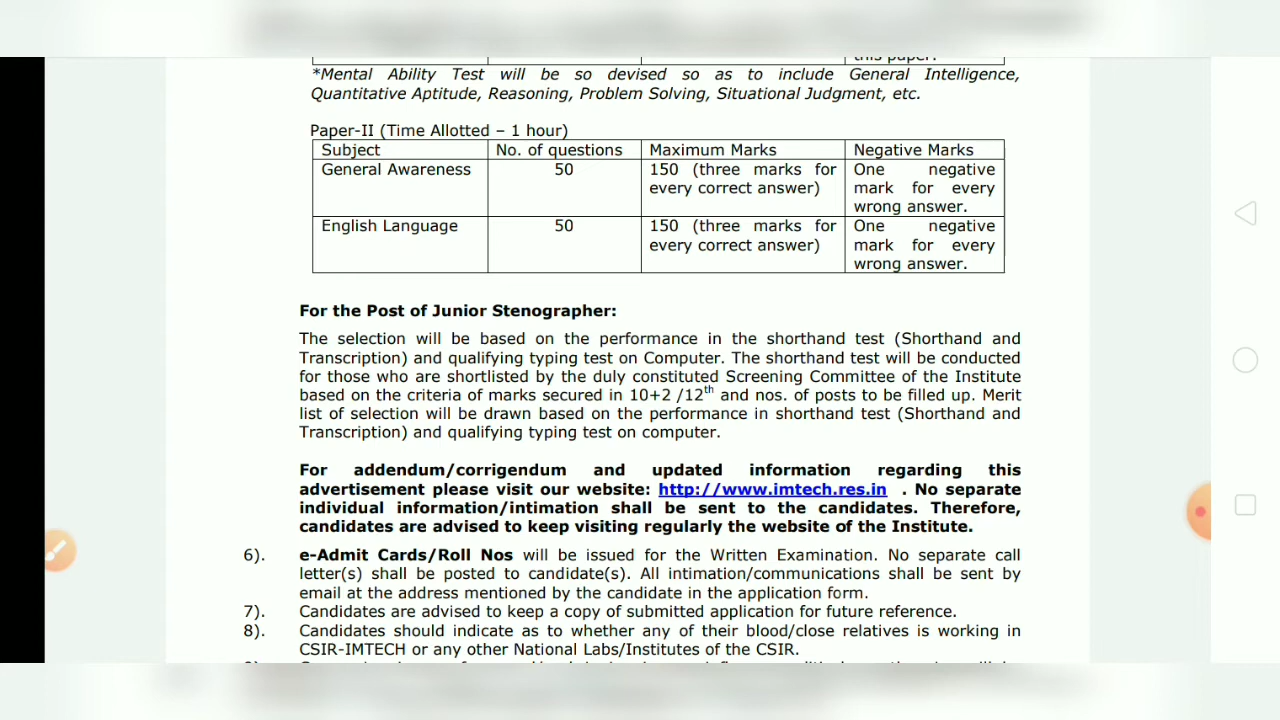 this paper.
*Mental Ability Test will be so devised so as to include General Intelligence,
Quantitative Aptitude, Reasoning, Problem Solving, Situational Judgment, etc.
Paper-II (Time Allotted – 1 hour)
Subject No. of questions Maximum Marks Negative Marks
General Awareness 50 150 (three marks for One negative
every correct answer) mark for every
wrong answer.
English Language 50 150 (three marks for One negative
every correct answer) mark for every
wrong answer.
For the Post of Junior Stenographer:
The selection will be based on the performance in the shorthand test (Shorthand and
Transcription) and qualifying typing test on Computer. The shorthand test will be conducted
for those who are shortlisted by the duly constituted Screening Committee of the Institute
based on the criteria of marks secured in 10+2 /12th and nos. of posts to be filled up. Merit
list of selection will be drawn based on the performance in shorthand test (Shorthand and
Transcription) and qualifying typing test on computer.
For addendum/corrigendum and updated information regarding this
advertisement please visit our website: http://www.imtech.res.in . No separate
individual information/intimation shall be sent to the candidates. Therefore,
candidates are advised to keep visiting regularly the website of the Institute.
6). e-Admit Cards/Roll Nos will be issued for the Written Examination. No separate call
letter(s) shall be posted to candidate(s). All intimation/communications shall be sent by
email at the address mentioned by the candidate in the application form.
7). Candidates are advised to keep a copy of submitted application for future reference.
8). Candidates should indicate as to whether any of their blood/close relatives is working in
CSIR-IMTECH or any other National Labs/Institutes of the CSIR.